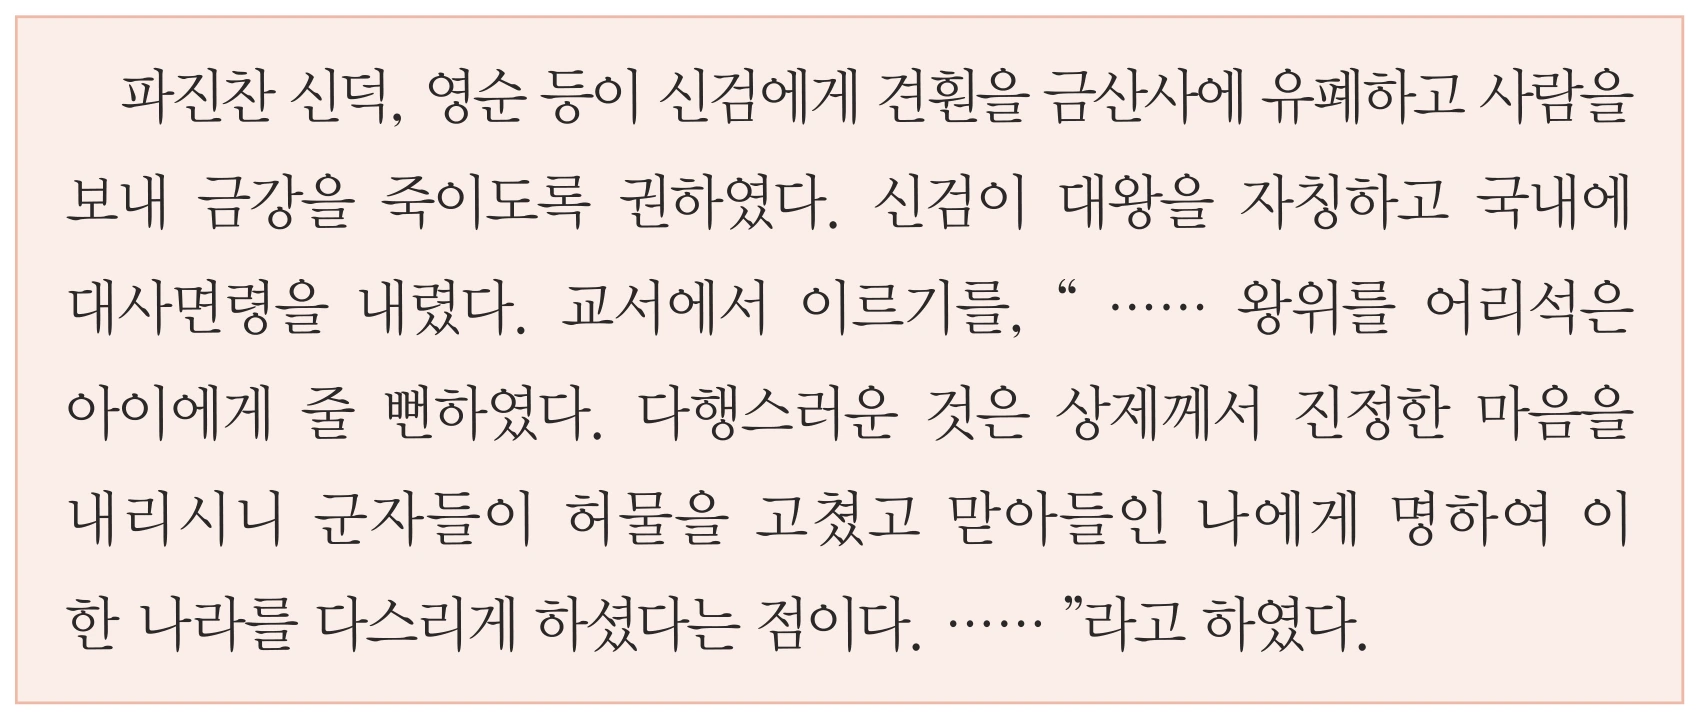 파진찬 신덕, 영순 등이 신검에게 견훤을 금산사에 유폐하고 사람을
보내 금강을 죽이도록 권하였다. 신검이 대왕을 자칭하고 국내에
대사면령을 내렸다. 교서에서 이르기를, “ …… 왕위를 어리석은
아이에게 줄 뻔하였다. 다행스러운 것은 상제께서 진정한 마음을
내리시니 군자들이 허물을 고쳤고 맏아들인 나에게 명하여 이
한 나라를 다스리게 하셨다는 점이다. …… ”라고 하였다.